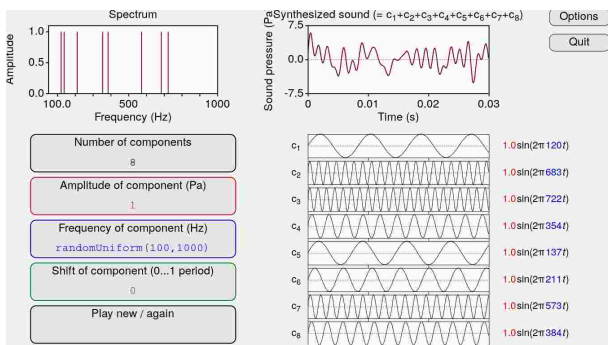 Spectrum
Amplitude
1.0
0.5
0.0
100.0 500 1000
Frequency (Hz)
Synthesized sound (= c1+c2+c3+c4+c5+c6+c7+c8)
Sound pressure (Pa)
7.5
0.0
-7.5
0 0.01 0.02 0.03
Time (s)
Options
Quit
Number of components
8
Amplitude of component (Pa)
1
Frequency of component (Hz)
randomUniform(100,1000)
Shift of component (0...1 period)
0
Play new / again
c1 1.0sin(2π120t)
c2 1.0sin(2π683t)
c3 1.0sin(2π722t)
c4 1.0sin(2π354t)
c5 1.0sin(2π137t)
c6 1.0sin(2π211t)
c7 1.0sin(2π573t)
c8 1.0sin(2π384t)